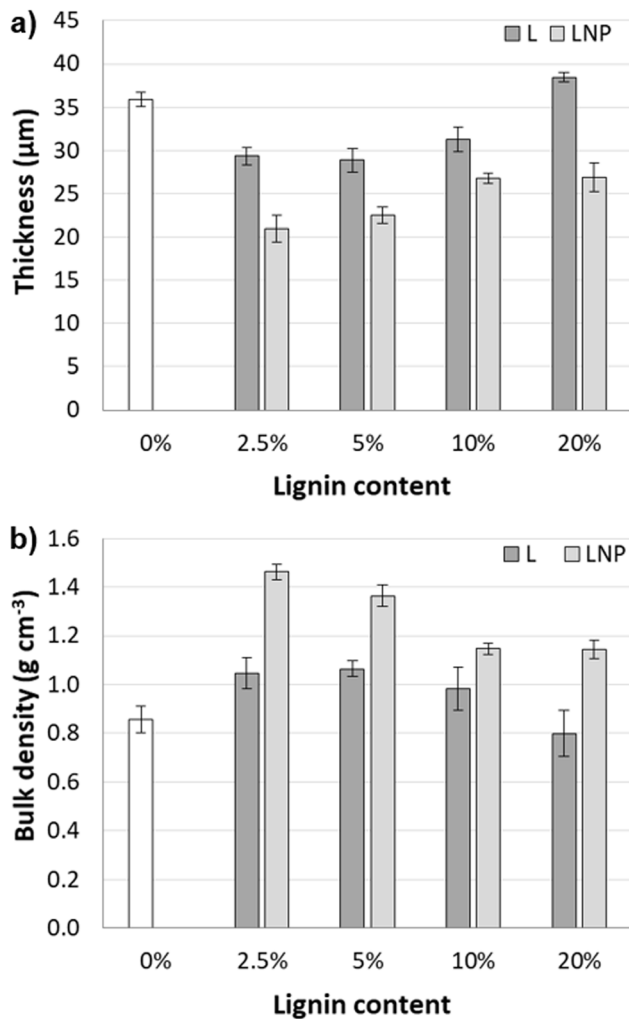 a)
L LNP
Thickness (µm)
45
40
35
30
25
20
15
10
5
0
0% 2.5% 5% 10% 20%
Lignin content
b)
L LNP
Bulk density (g cm⁻³)
1.6
1.4
1.2
1.0
0.8
0.6
0.4
0.2
0.0
0% 2.5% 5% 10% 20%
Lignin content